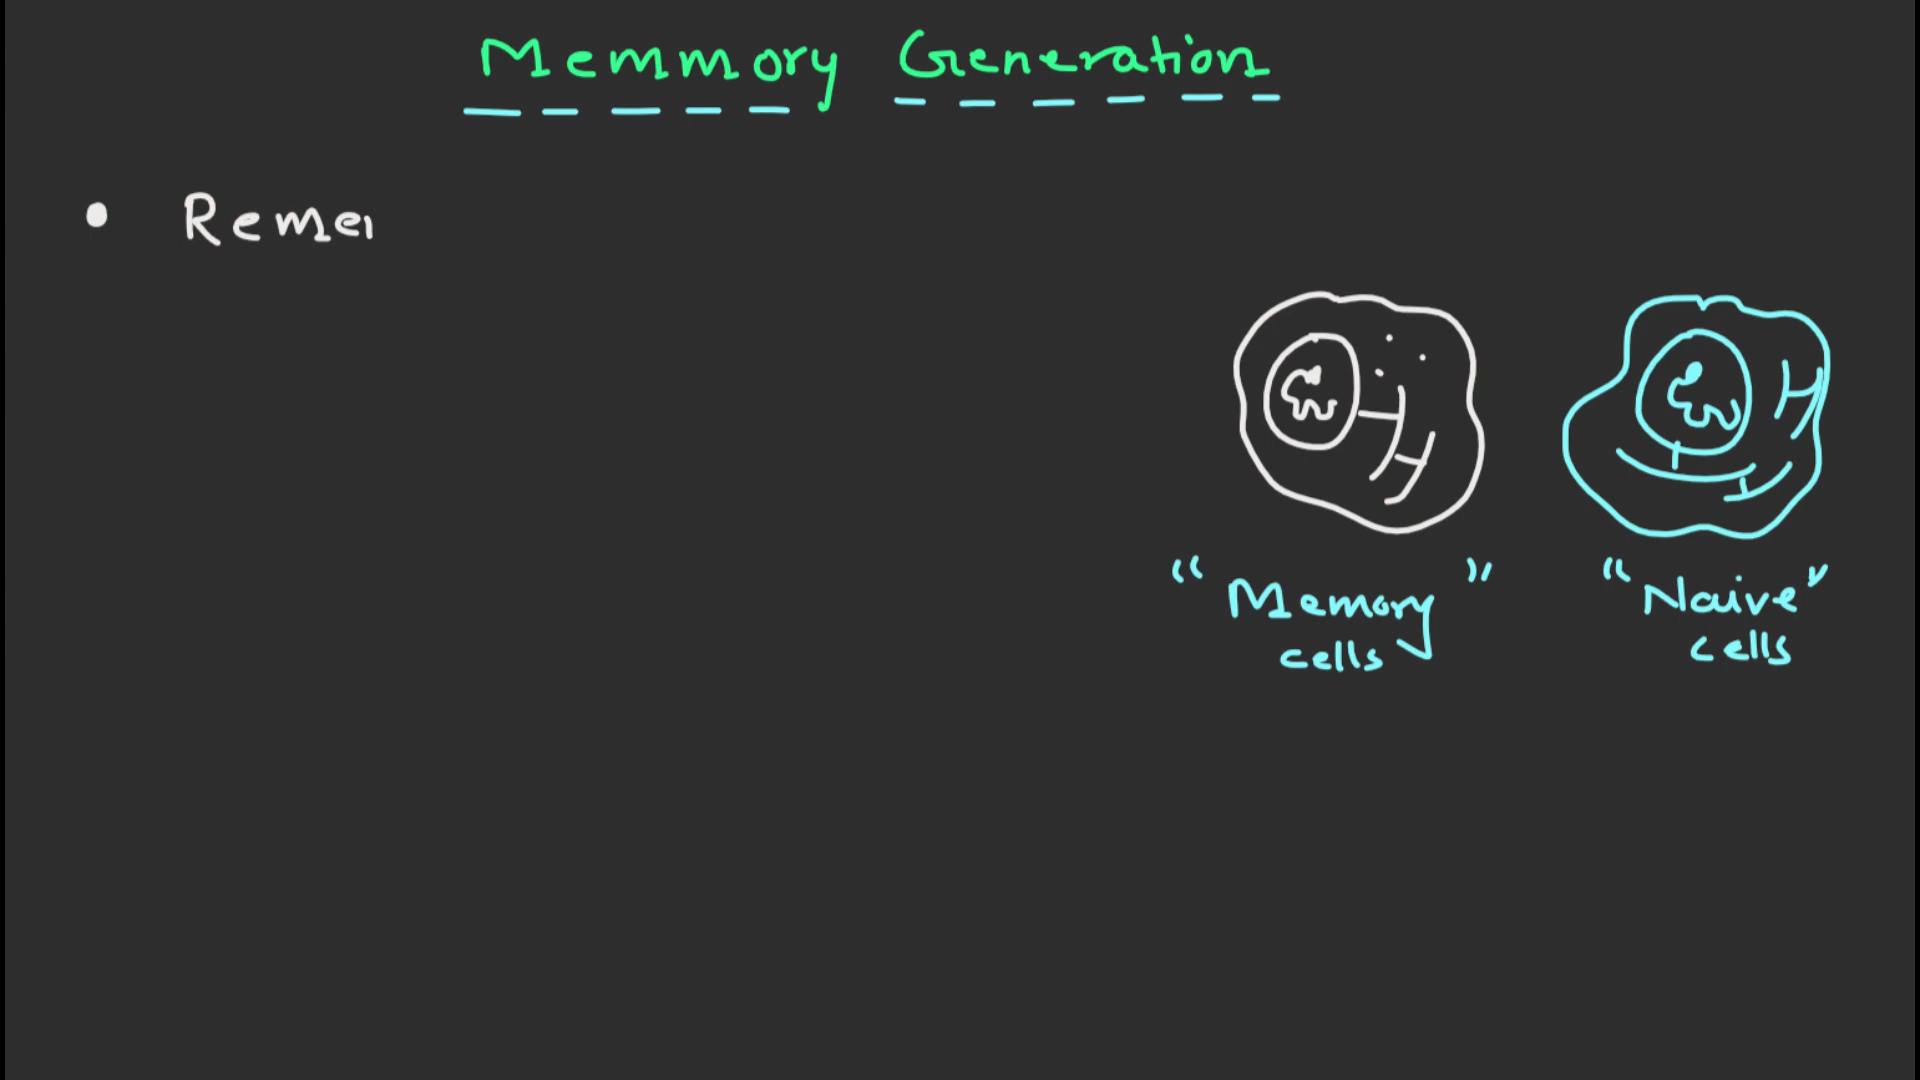 Memmory Generation
• Reme
"Memory"
cells
"Naive"
cells